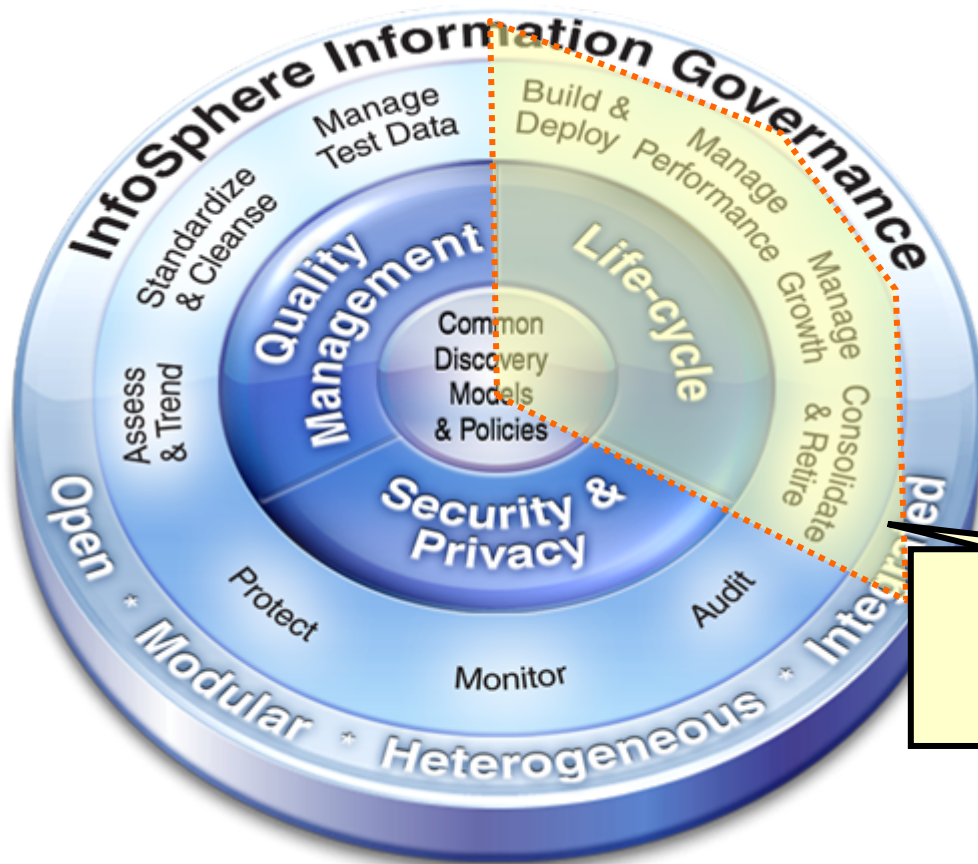 InfoSphere Information Governance
Manage
Test Data
Build &
Deploy
Manage
Performance
Standardize
& Cleanse
Manage
Growth
Assess
& Trend
Consolidate
& Retire
Quality
Management
Life-cycle
Common
Discovery
Models
& Policies
Security &
Privacy
Protect
Monitor
Audit
Open * Modular * Heterogeneous * Integrated